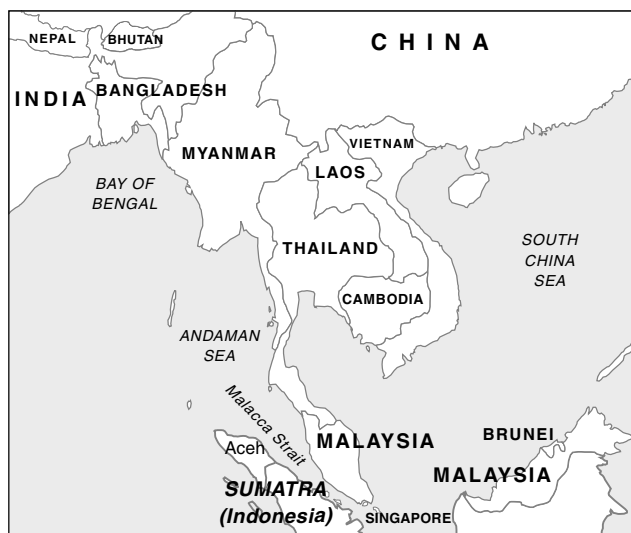 CHINA
NEPAL
BHUTAN
INDIA
BANGLADESH
MYANMAR
VIETNAM
LAOS
BAY OF
BENGAL
THAILAND
SOUTH
CHINA
SEA
CAMBODIA
ANDAMAN
SEA
Malacca Strait
Aceh
MALAYSIA
BRUNEI
MALAYSIA
SUMATRA
(Indonesia)
SINGAPORE